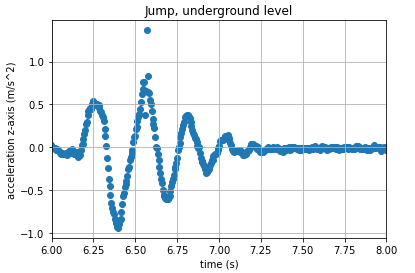 Jump, underground level
acceleration z-axis (m/s^2)
1.0
0.5
0.0
−0.5
−1.0
6.00 6.25 6.50 6.75 7.00 7.25 7.50 7.75 8.00
time (s)